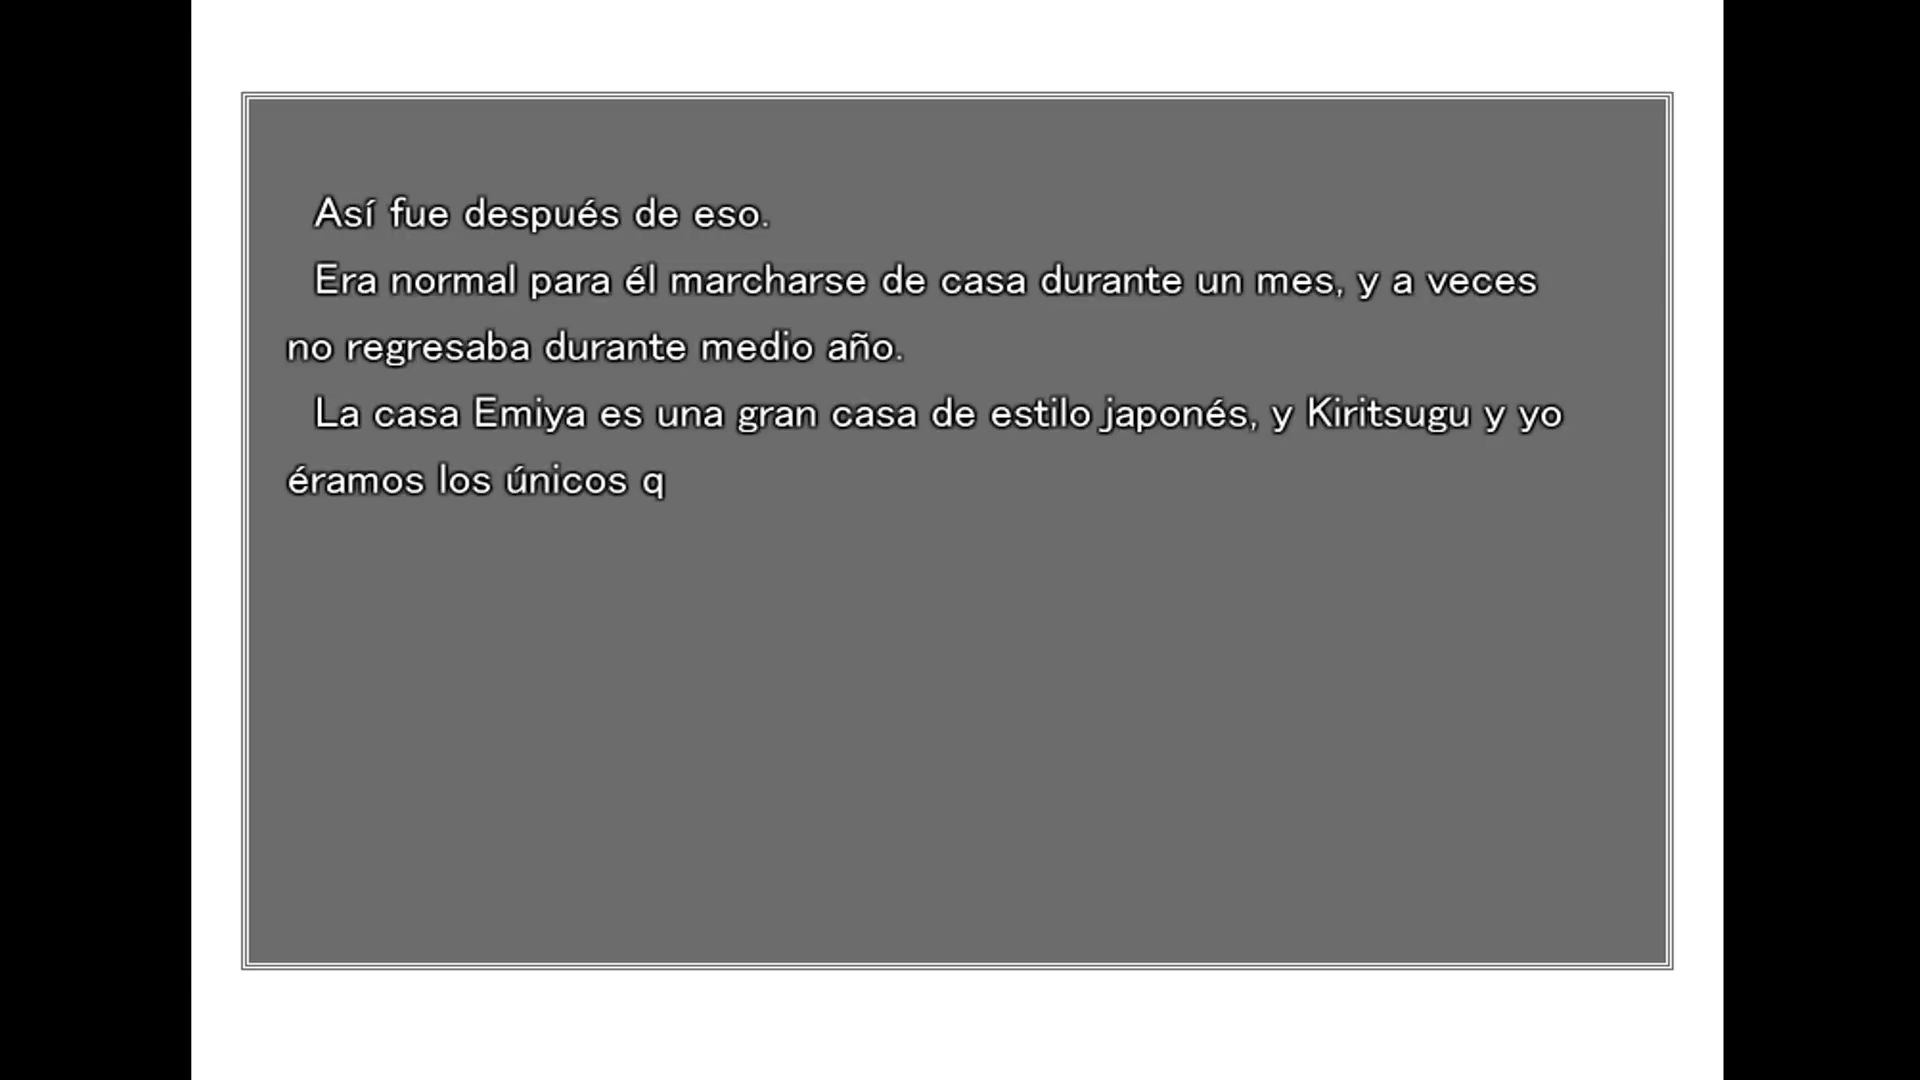 Así fue después de eso.
Era normal para él marcharse de casa durante un mes, y a veces
no regresaba durante medio año.
La casa Emiya es una gran casa de estilo japonés, y Kiritsugu y yo
éramos los únicos q